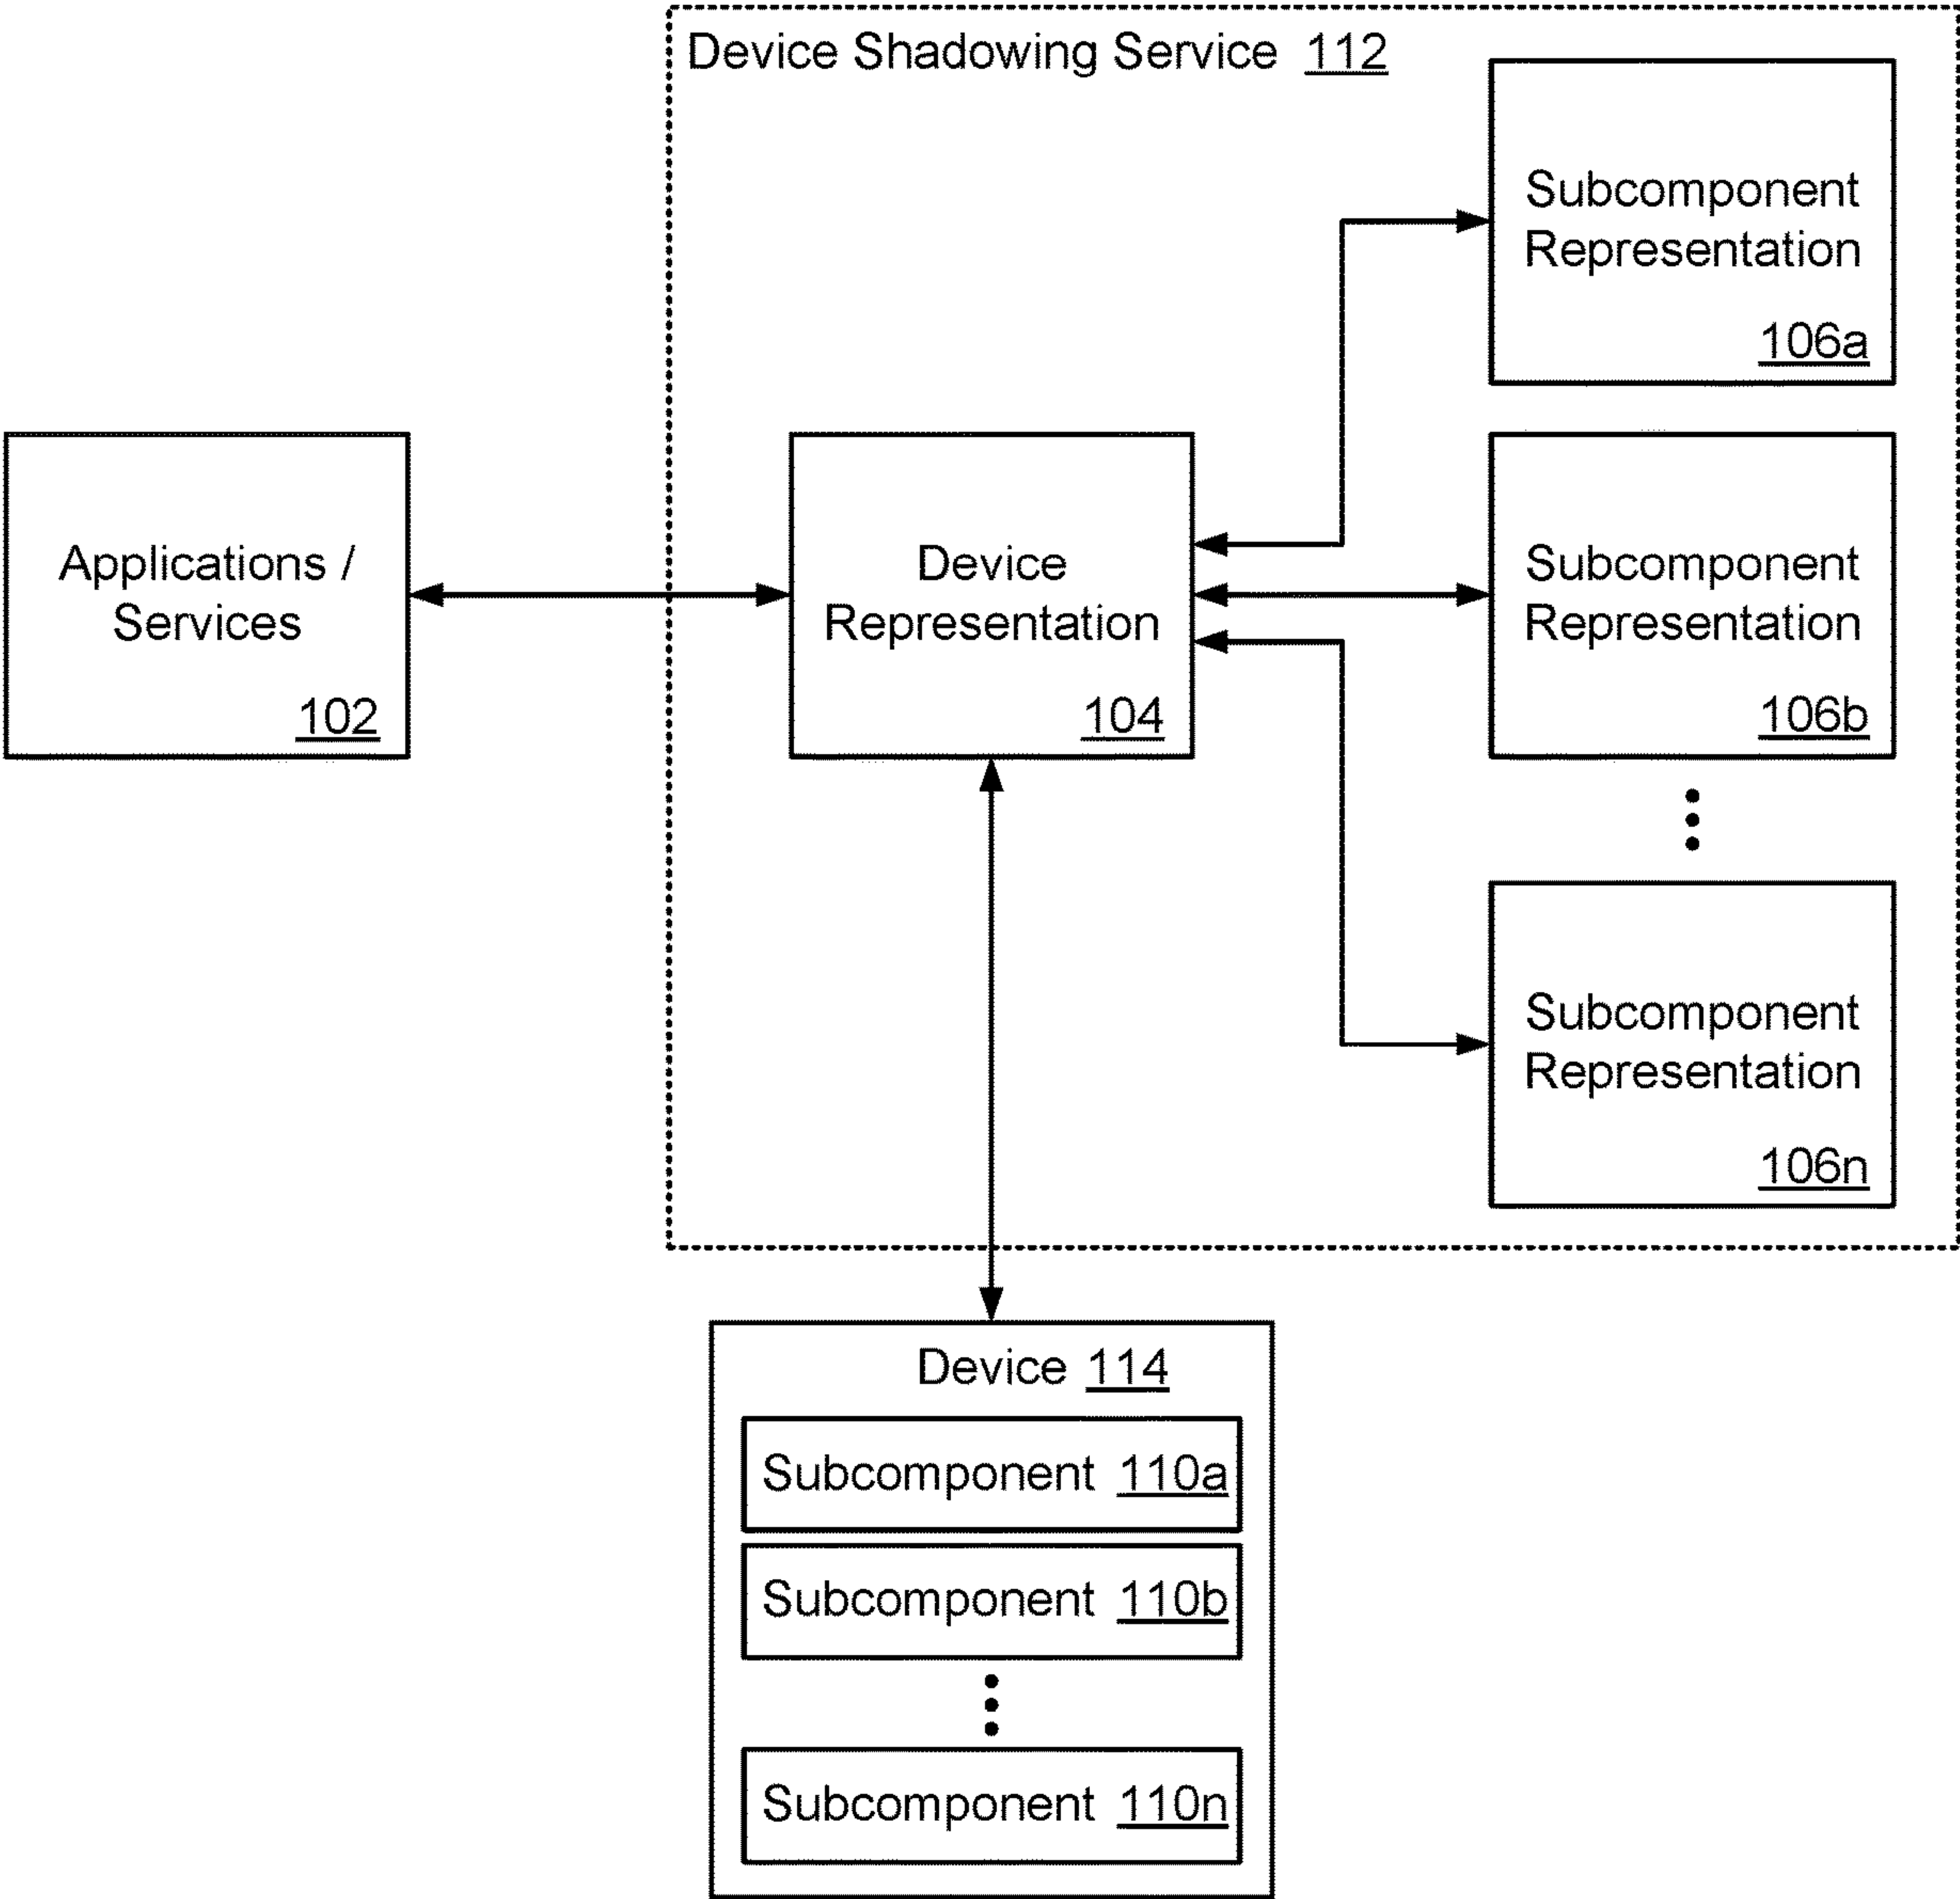 Device Shadowing Service 112
Subcomponent
Representation
106a
Applications /
Services
102
Device
Representation
104
Subcomponent
Representation
106b
Subcomponent
Representation
106n
Device 114
Subcomponent 110a
Subcomponent 110b
Subcomponent 110n